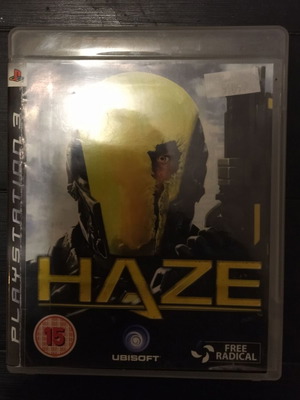 PLAYSTATION 3
HAZE
15
UBISOFT
FREE
RADICAL